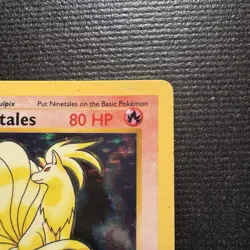 ulpix Put Ninetales on the Basic Pokémon
tales 80 HP